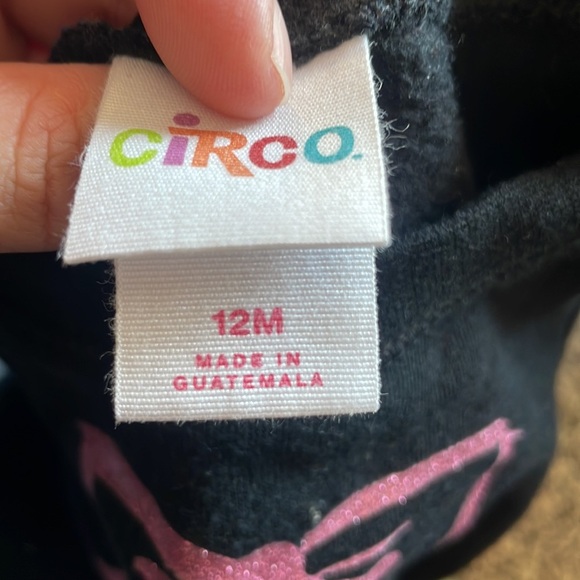 CiRCO.
12M
MADE IN
GUATEMALA